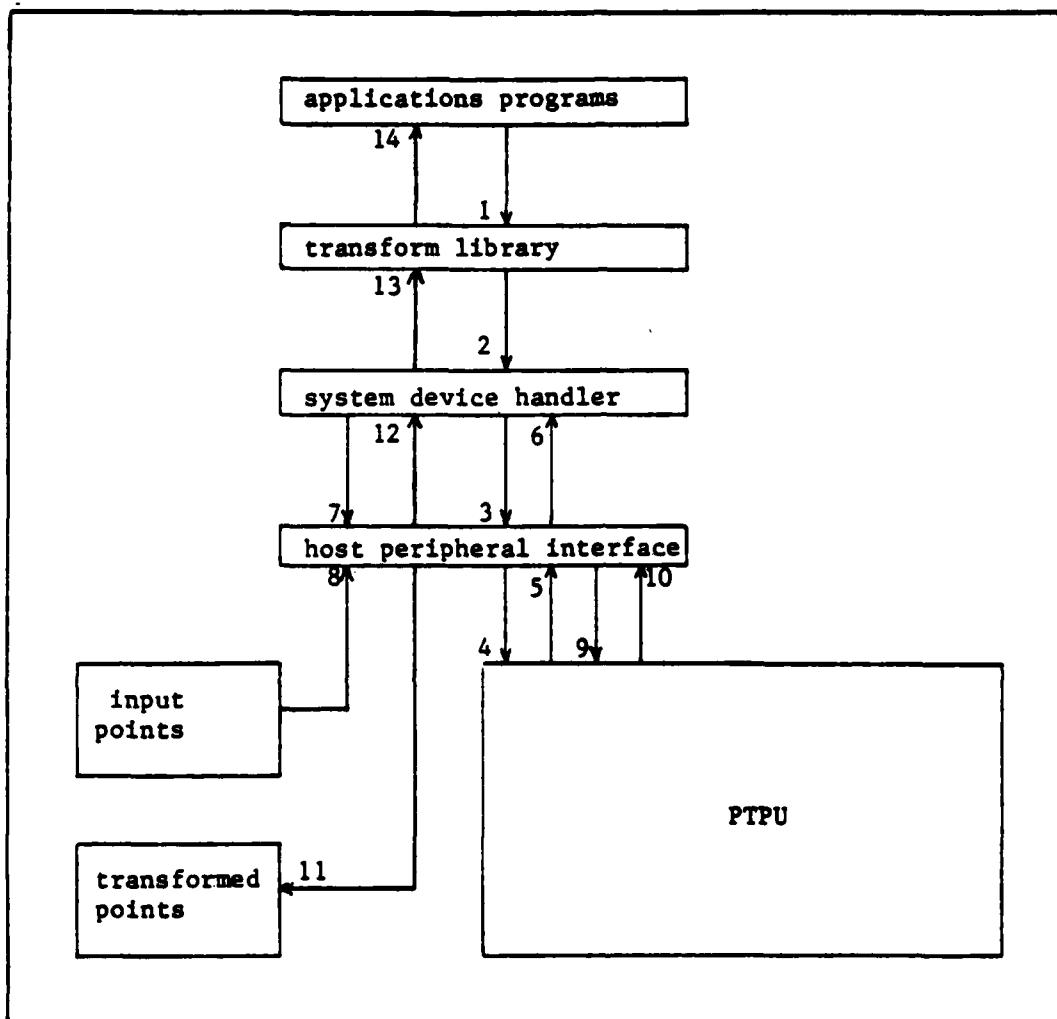 applications programs
14
1
transform library
13
2
system device handler
12
6
7
3
host peripheral interface
8
5
10
4
9
input
points
PTPU
transformed
points
11